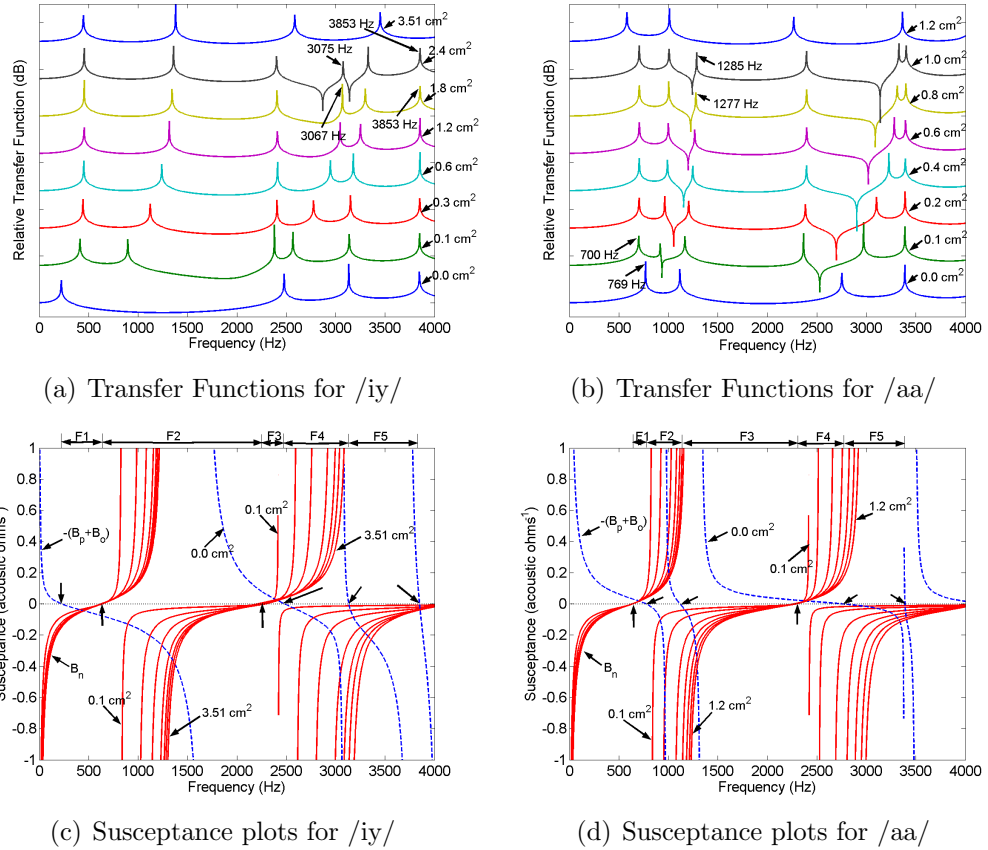 Relative Transfer Function (dB)
3853 Hz
3.51 cm²
3075 Hz
2.4 cm²
1.8 cm²
3067 Hz
3853 Hz
1.2 cm²
0.6 cm²
0.3 cm²
0.1 cm²
0.0 cm²
0 500 1000 1500 2000 2500 3000 3500 4000
Frequency (Hz)
(a) Transfer Functions for /iy/
Relative Transfer Function (dB)
1.2 cm²
1285 Hz
1.0 cm²
1277 Hz
0.8 cm²
0.6 cm²
0.4 cm²
0.2 cm²
700 Hz
0.1 cm²
769 Hz
0.0 cm²
0 500 1000 1500 2000 2500 3000 3500 4000
Frequency (Hz)
(b) Transfer Functions for /aa/
F1 F2 F3 F4 F5
Susceptance (acoustic ohms⁻¹)
1
0.8
0.6
0.4
0.2
0
-0.2
-0.4
-0.6
-0.8
-1
-(Bp+Bo)
0.0 cm²
0.1 cm²
3.51 cm²
Bn
0.1 cm²
3.51 cm²
0 500 1000 1500 2000 2500 3000 3500 4000
Frequency (Hz)
(c) Susceptance plots for /iy/
F1 F2 F3 F4 F5
Susceptance (acoustic ohms⁻¹)
1
0.8
0.6
0.4
0.2
0
-0.2
-0.4
-0.6
-0.8
-1
-(Bp+Bo)
0.0 cm²
0.1 cm²
1.2 cm²
Bn
0.1 cm²
1.2 cm²
0 500 1000 1500 2000 2500 3000 3500 4000
Frequency (Hz)
(d) Susceptance plots for /aa/